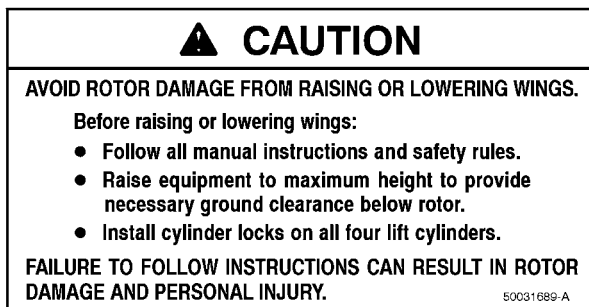 CAUTION
AVOID ROTOR DAMAGE FROM RAISING OR LOWERING WINGS.
Before raising or lowering wings:
● Follow all manual instructions and safety rules.
● Raise equipment to maximum height to provide
necessary ground clearance below rotor.
● Install cylinder locks on all four lift cylinders.
FAILURE TO FOLLOW INSTRUCTIONS CAN RESULT IN ROTOR
DAMAGE AND PERSONAL INJURY. 50031689-A